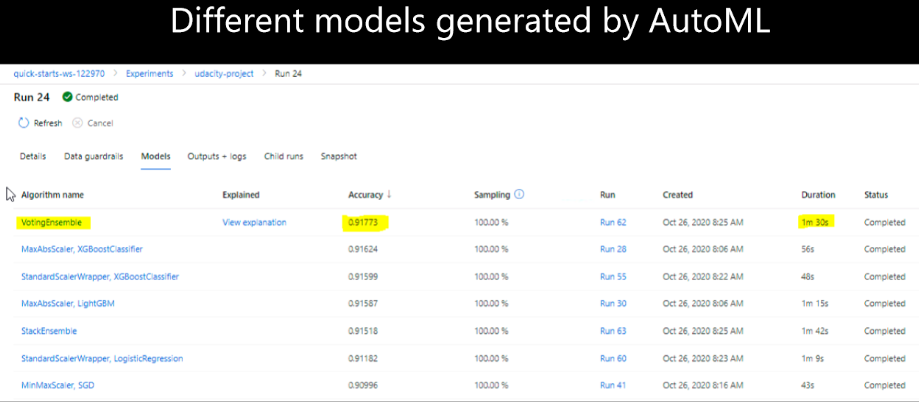 Different models generated by AutoML
quick-starts-ws-122970 > Experiments > udacity-project > Run 24
Run 24 Completed
Refresh Cancel
Details Data guardrails Models Outputs + logs Child runs Snapshot
Algorithm name Explained Accuracy ↓ Sampling Run Created Duration Status
VotingEnsemble View explanation 0.91773 100.00 % Run 62 Oct 26, 2020 8:25 AM 1m 30s Completed
MaxAbsScaler, XGBoostClassifier 0.91624 100.00 % Run 28 Oct 26, 2020 8:06 AM 56s Completed
StandardScalerWrapper, XGBoostClassifier 0.91599 100.00 % Run 55 Oct 26, 2020 8:22 AM 48s Completed
MaxAbsScaler, LightGBM 0.91587 100.00 % Run 30 Oct 26, 2020 8:06 AM 1m 15s Completed
StackEnsemble 0.91518 100.00 % Run 63 Oct 26, 2020 8:25 AM 1m 42s Completed
StandardScalerWrapper, LogisticRegression 0.91182 100.00 % Run 60 Oct 26, 2020 8:23 AM 1m 9s Completed
MinMaxScaler, SGD 0.90996 100.00 % Run 41 Oct 26, 2020 8:16 AM 43s Completed